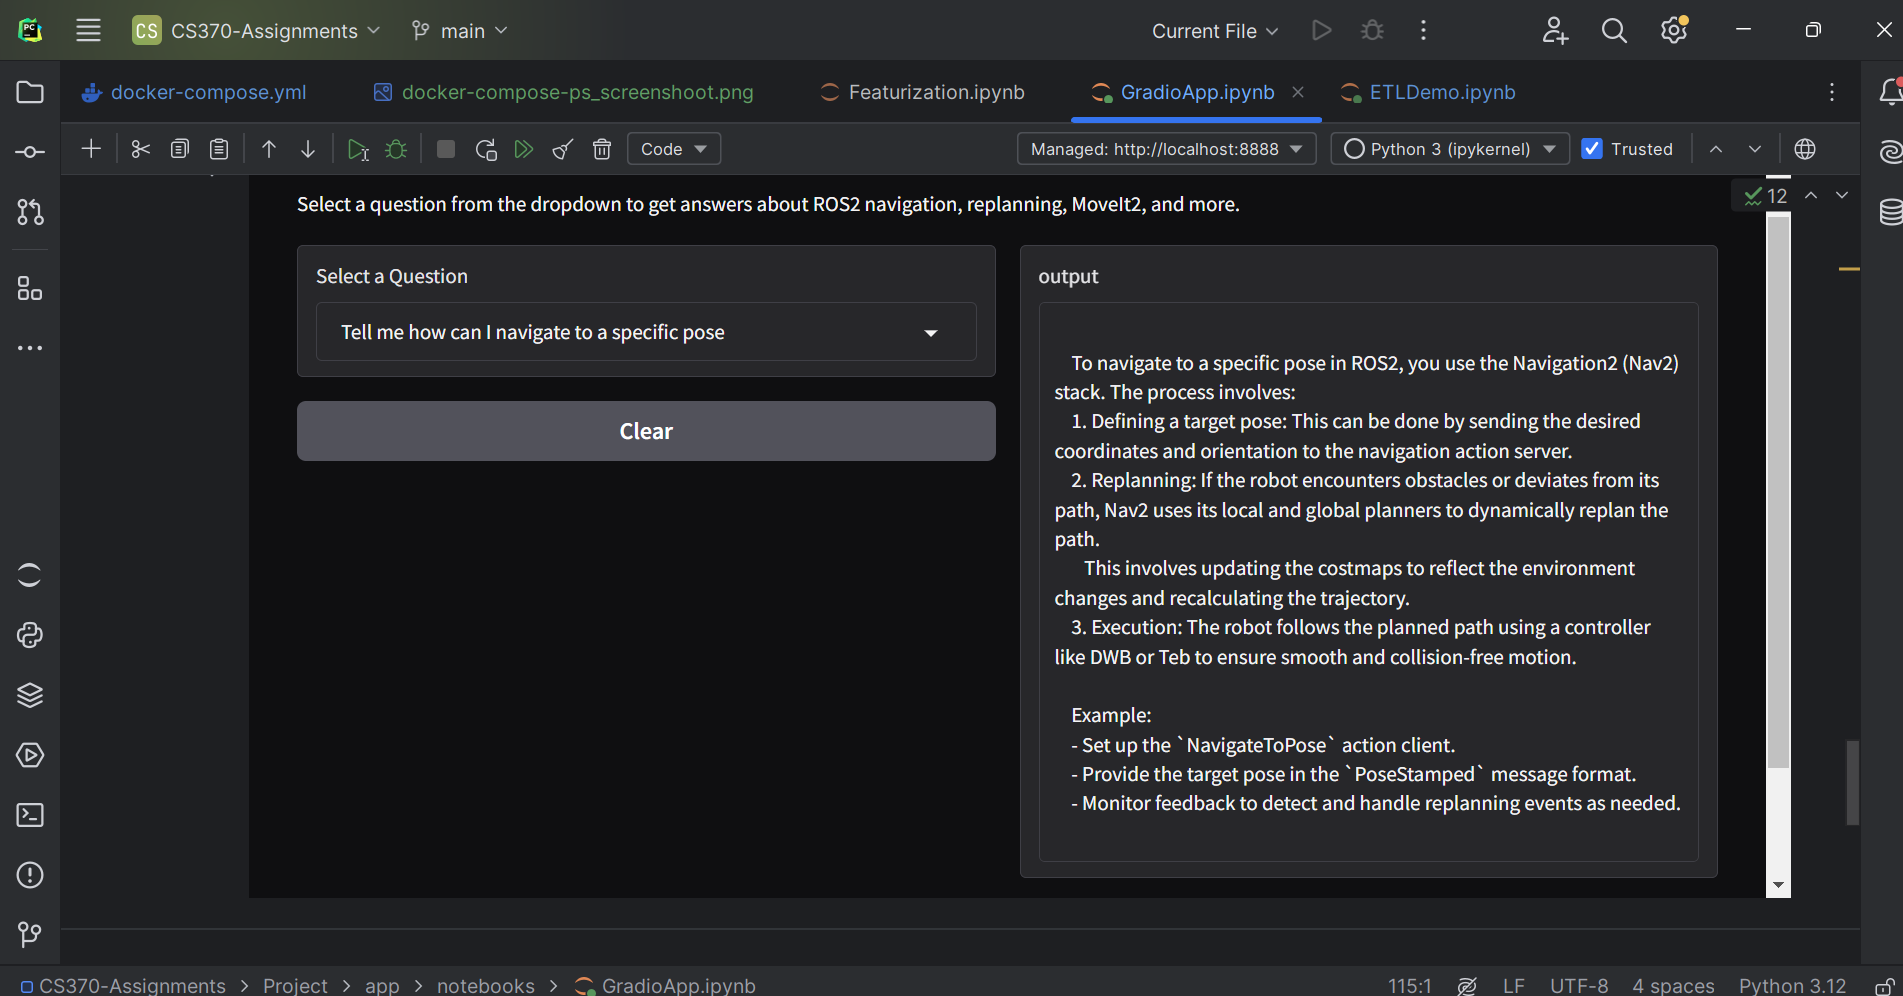 CS CS370-Assignments main Current File
docker-compose.yml docker-compose-ps_screenshoot.png Featurization.ipynb GradioApp.ipynb ETLDemo.ipynb
Code Managed: http://localhost:8888 Python 3 (ipykernel) Trusted
12
Select a question from the dropdown to get answers about ROS2 navigation, replanning, MoveIt2, and more.
Select a Question
Tell me how can I navigate to a specific pose
Clear
output
To navigate to a specific pose in ROS2, you use the Navigation2 (Nav2)
stack. The process involves:
1. Defining a target pose: This can be done by sending the desired
coordinates and orientation to the navigation action server.
2. Replanning: If the robot encounters obstacles or deviates from its
path, Nav2 uses its local and global planners to dynamically replan the
path.
This involves updating the costmaps to reflect the environment
changes and recalculating the trajectory.
3. Execution: The robot follows the planned path using a controller
like DWB or Teb to ensure smooth and collision-free motion.
Example:
- Set up the `NavigateToPose` action client.
- Provide the target pose in the `PoseStamped` message format.
- Monitor feedback to detect and handle replanning events as needed.
CS370-Assignments > Project > app > notebooks > GradioApp.ipynb 115:1 LF UTF-8 4 spaces Python 3.12